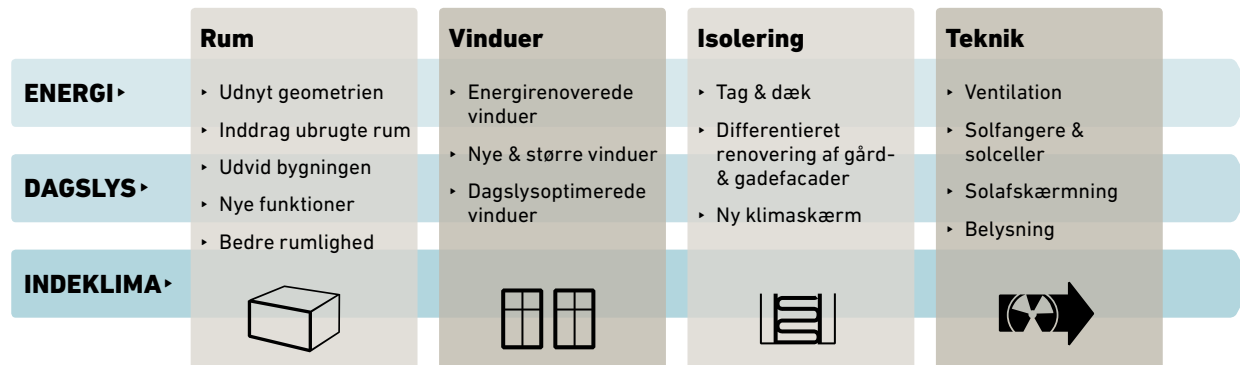 Rum
Udnyt geometrien
Inddrag ubrugte rum
Udvid bygningen
Nye funktioner
Bedre rumlighed
Vinduer
Energirenoverede
vinduer
Nye & større vinduer
Dagslysoptimerede
vinduer
Isolering
Tag & dæk
Differentieret
renovering af gård-
& gadefacader
Ny klimaskærm
Teknik
Ventilation
Solfangere &
solceller
Solafskærmning
Belysning
ENERGI
DAGSLYS
INDEKLIMA